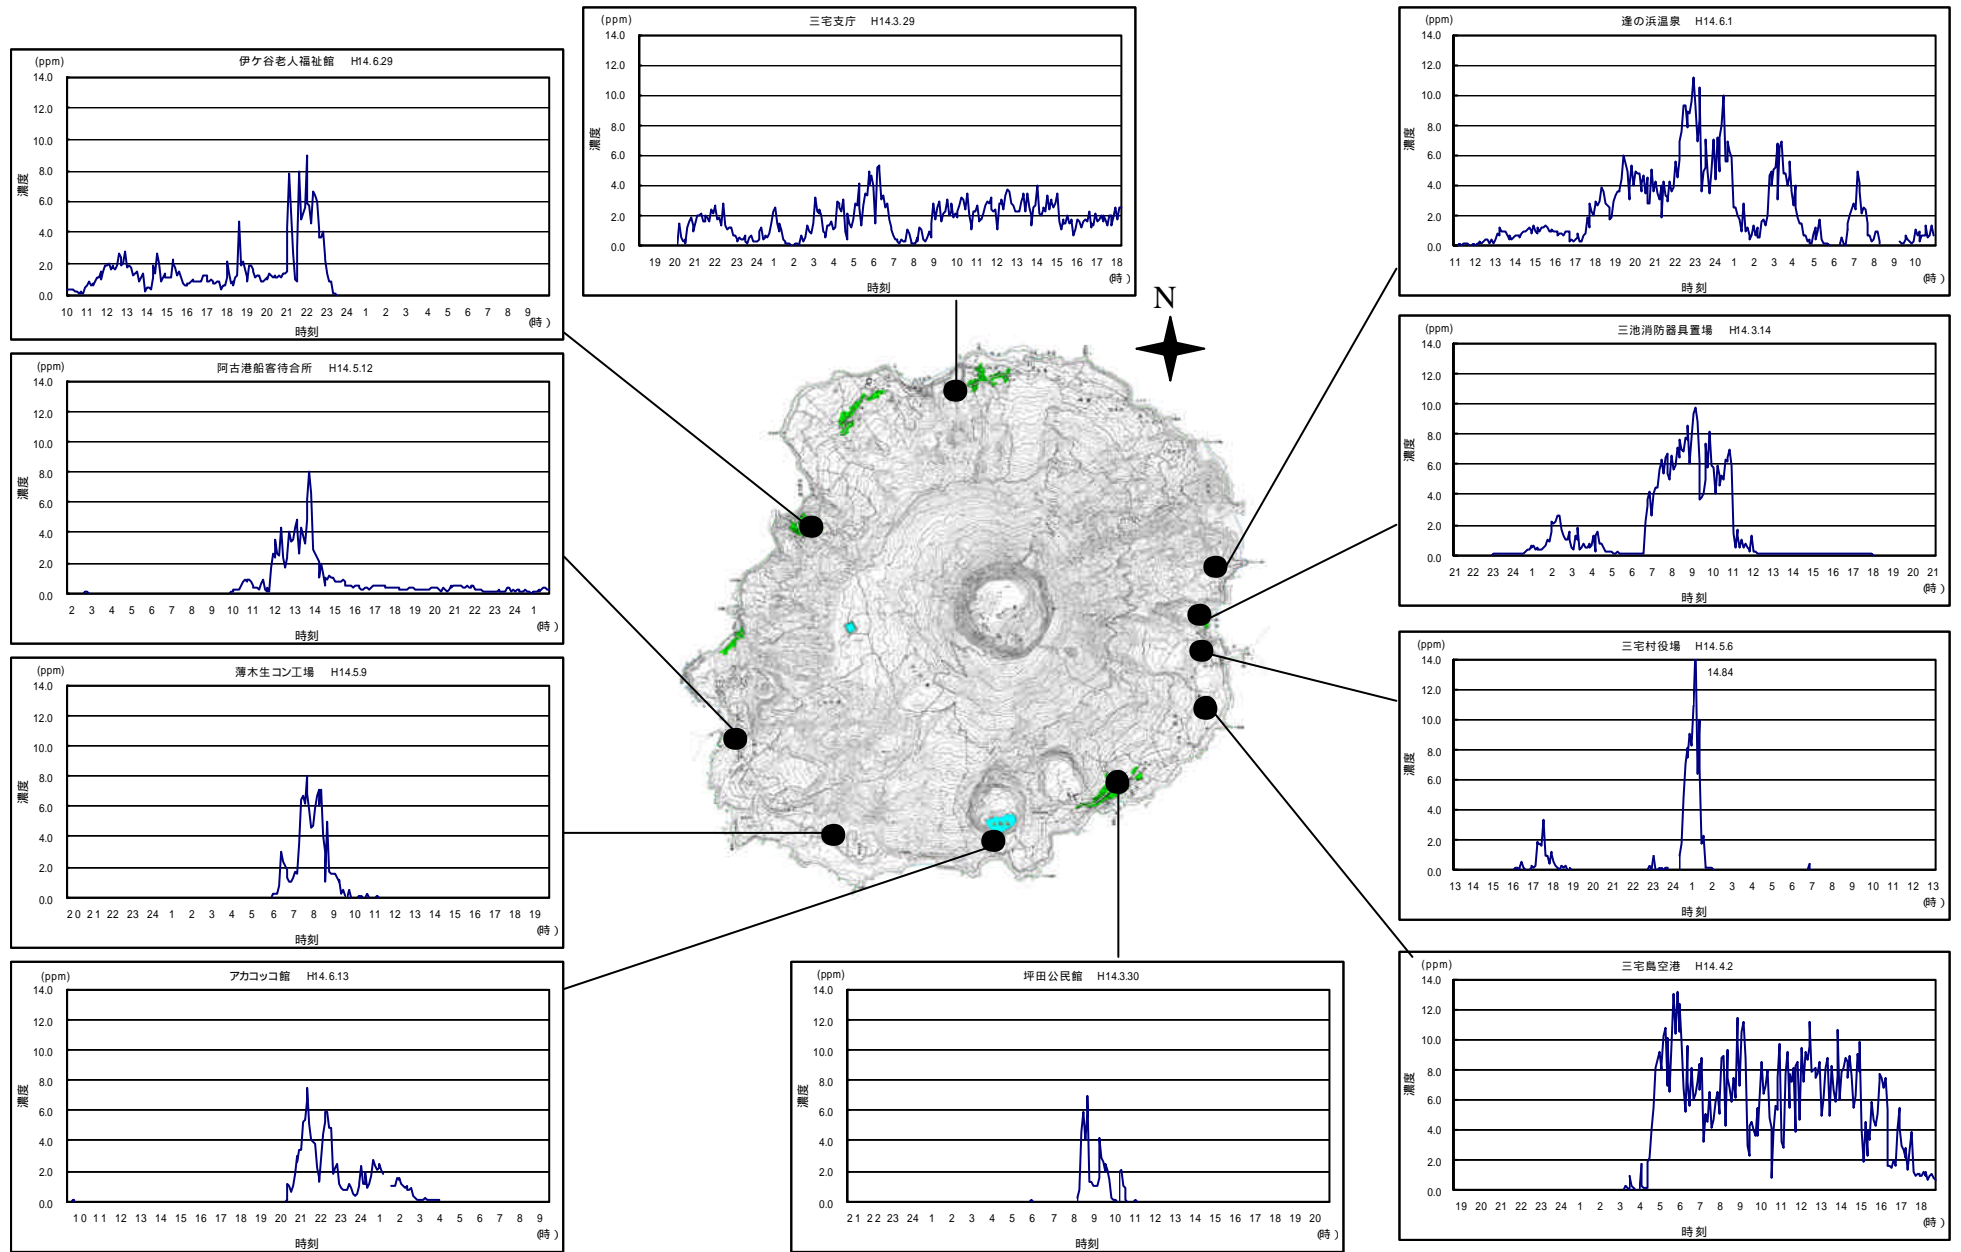 (ppm)
伊ケ谷老人福祉館 H14.6.29
14.0
12.0
10.0
8.0
6.0
4.0
2.0
0.0
濃度
10 11 12 13 14 15 16 17 18 19 20 21 22 23 24 1 2 3 4 5 6 7 8 9
(時)
時刻
(ppm)
阿古港船客待合所 H14.5.12
14.0
12.0
10.0
8.0
6.0
4.0
2.0
0.0
濃度
2 3 4 5 6 7 8 9 10 11 12 13 14 15 16 17 18 19 20 21 22 23 24 1
(時)
時刻
(ppm)
薄木生コン工場 H14.5.9
14.0
12.0
10.0
8.0
6.0
4.0
2.0
0.0
濃度
20 21 22 23 24 1 2 3 4 5 6 7 8 9 10 11 12 13 14 15 16 17 18 19
(時)
時刻
(ppm)
アカコッコ館 H14.6.13
14.0
12.0
10.0
8.0
6.0
4.0
2.0
0.0
濃度
10 11 12 13 14 15 16 17 18 19 20 21 22 23 24 1 2 3 4 5 6 7 8 9
(時)
時刻
(ppm)
三宅支庁 H14.3.29
14.0
12.0
10.0
8.0
6.0
4.0
2.0
0.0
濃度
19 20 21 22 23 24 1 2 3 4 5 6 7 8 9 10 11 12 13 14 15 16 17 18
(時)
時刻
N
(ppm)
坪田公民館 H14.3.30
14.0
12.0
10.0
8.0
6.0
4.0
2.0
0.0
濃度
21 22 23 24 1 2 3 4 5 6 7 8 9 10 11 12 13 14 15 16 17 18 19 20
(時)
時刻
(ppm)
逢の浜温泉 H14.6.1
14.0
12.0
10.0
8.0
6.0
4.0
2.0
0.0
濃度
11 12 13 14 15 16 17 18 19 20 21 22 23 24 1 2 3 4 5 6 7 8 9 10
(時)
時刻
(ppm)
三池消防器具置場 H14.3.14
14.0
12.0
10.0
8.0
6.0
4.0
2.0
0.0
濃度
21 22 23 24 1 2 3 4 5 6 7 8 9 10 11 12 13 14 15 16 17 18 19 20 21
(時)
時刻
(ppm)
三宅村役場 H14.5.6
14.0
12.0
10.0
8.0
6.0
4.0
2.0
0.0
濃度
14.84
13 14 15 16 17 18 19 20 21 22 23 24 1 2 3 4 5 6 7 8 9 10 11 12 13
(時)
時刻
(ppm)
三宅島空港 H14.4.2
14.0
12.0
10.0
8.0
6.0
4.0
2.0
0.0
濃度
19 20 21 22 23 24 1 2 3 4 5 6 7 8 9 10 11 12 13 14 15 16 17 18
(時)
時刻